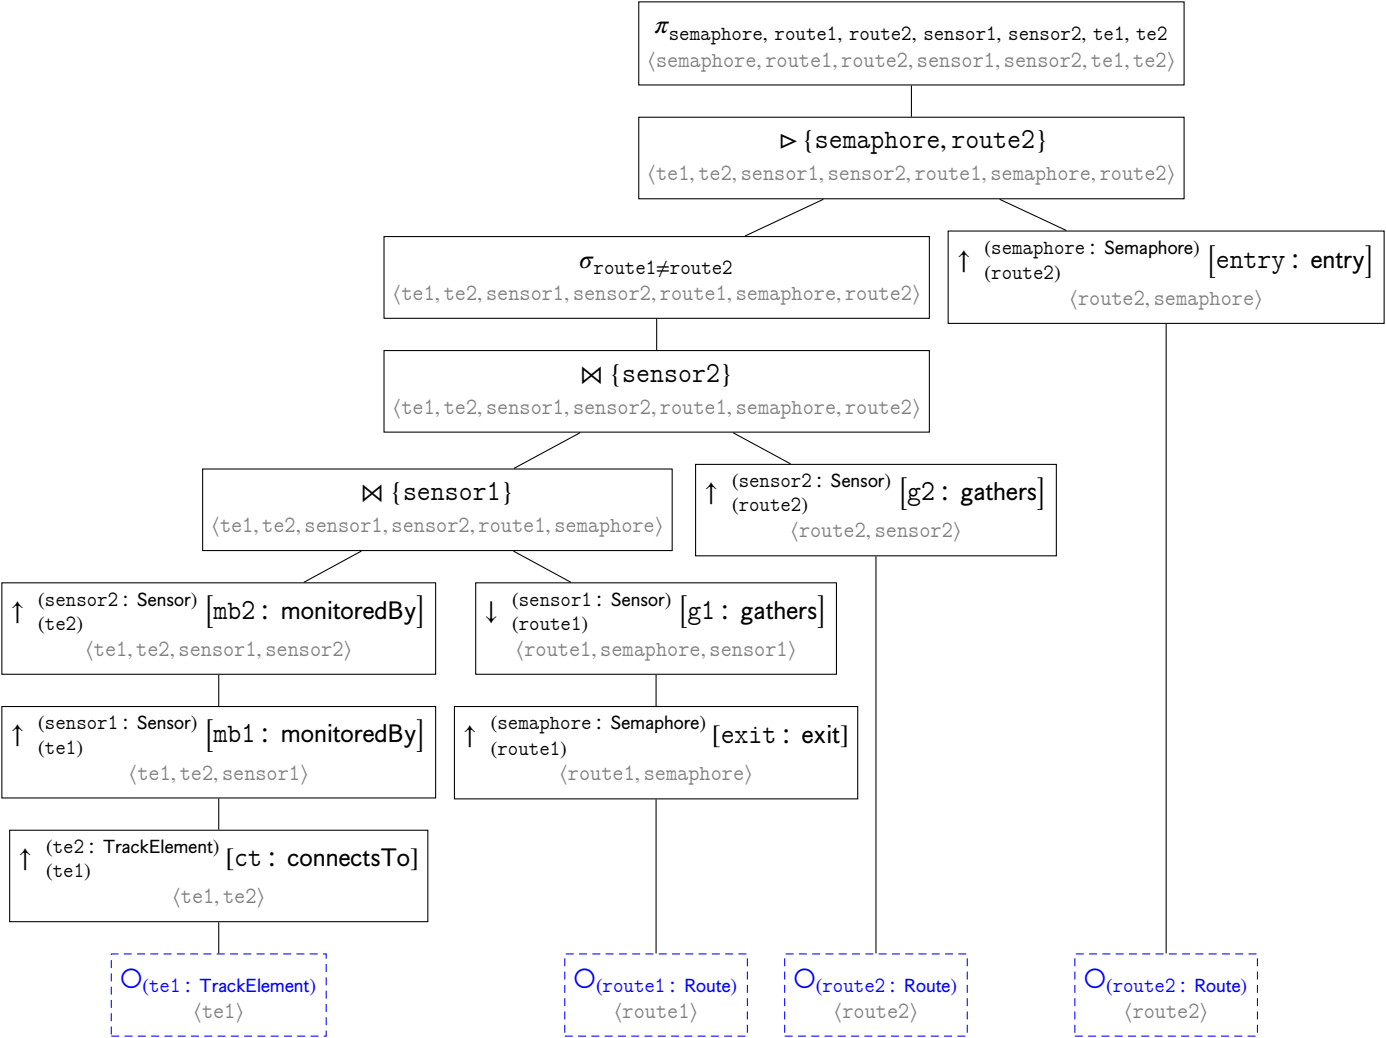 π semaphore, route1, route2, sensor1, sensor2, te1, te2
⟨semaphore, route1, route2, sensor1, sensor2, te1, te2⟩
▷ {semaphore, route2}
⟨te1, te2, sensor1, sensor2, route1, semaphore, route2⟩
σ route1≠route2
⟨te1, te2, sensor1, sensor2, route1, semaphore, route2⟩
↑ (semaphore: Semaphore) (route2) [entry: entry]
⟨route2, semaphore⟩
⋈ {sensor2}
⟨te1, te2, sensor1, sensor2, route1, semaphore, route2⟩
⋈ {sensor1}
⟨te1, te2, sensor1, sensor2, route1, semaphore⟩
↑ (sensor2: Sensor) (route2) [g2: gathers]
⟨route2, sensor2⟩
↑ (sensor2: Sensor) (te2) [mb2: monitoredBy]
⟨te1, te2, sensor1, sensor2⟩
↓ (sensor1: Sensor) (route1) [g1: gathers]
⟨route1, semaphore, sensor1⟩
↑ (sensor1: Sensor) (te1) [mb1: monitoredBy]
⟨te1, te2, sensor1⟩
↑ (semaphore: Semaphore) (route1) [exit: exit]
⟨route1, semaphore⟩
↑ (te2: TrackElement) (te1) [ct: connectsTo]
⟨te1, te2⟩
○(te1: TrackElement)
⟨te1⟩
○(route1: Route)
⟨route1⟩
○(route2: Route)
⟨route2⟩
○(route2: Route)
⟨route2⟩